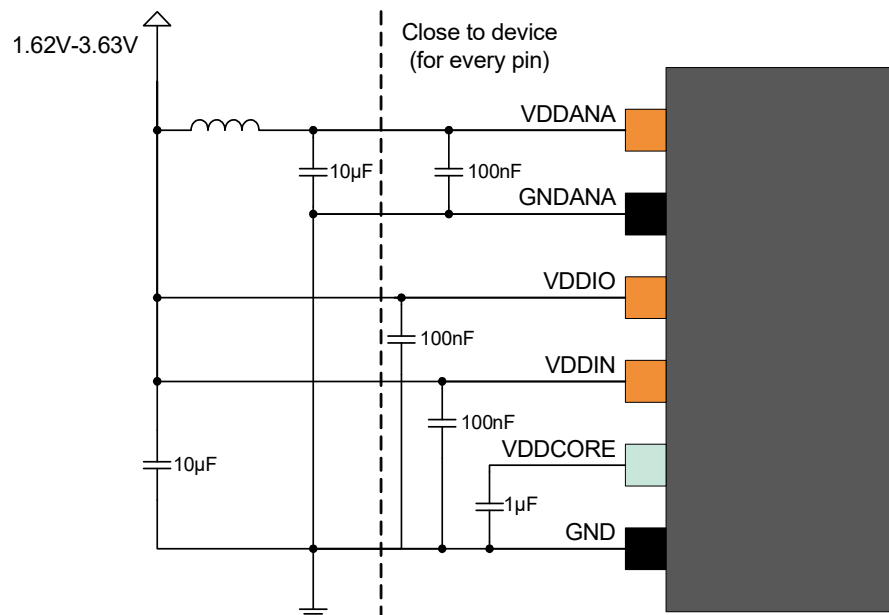 1.62V-3.63V
Close to device
(for every pin)
VDDANA
10µF
100nF
GNDANA
VDDIO
100nF
VDDIN
100nF
VDDCORE
10µF
1µF
GND